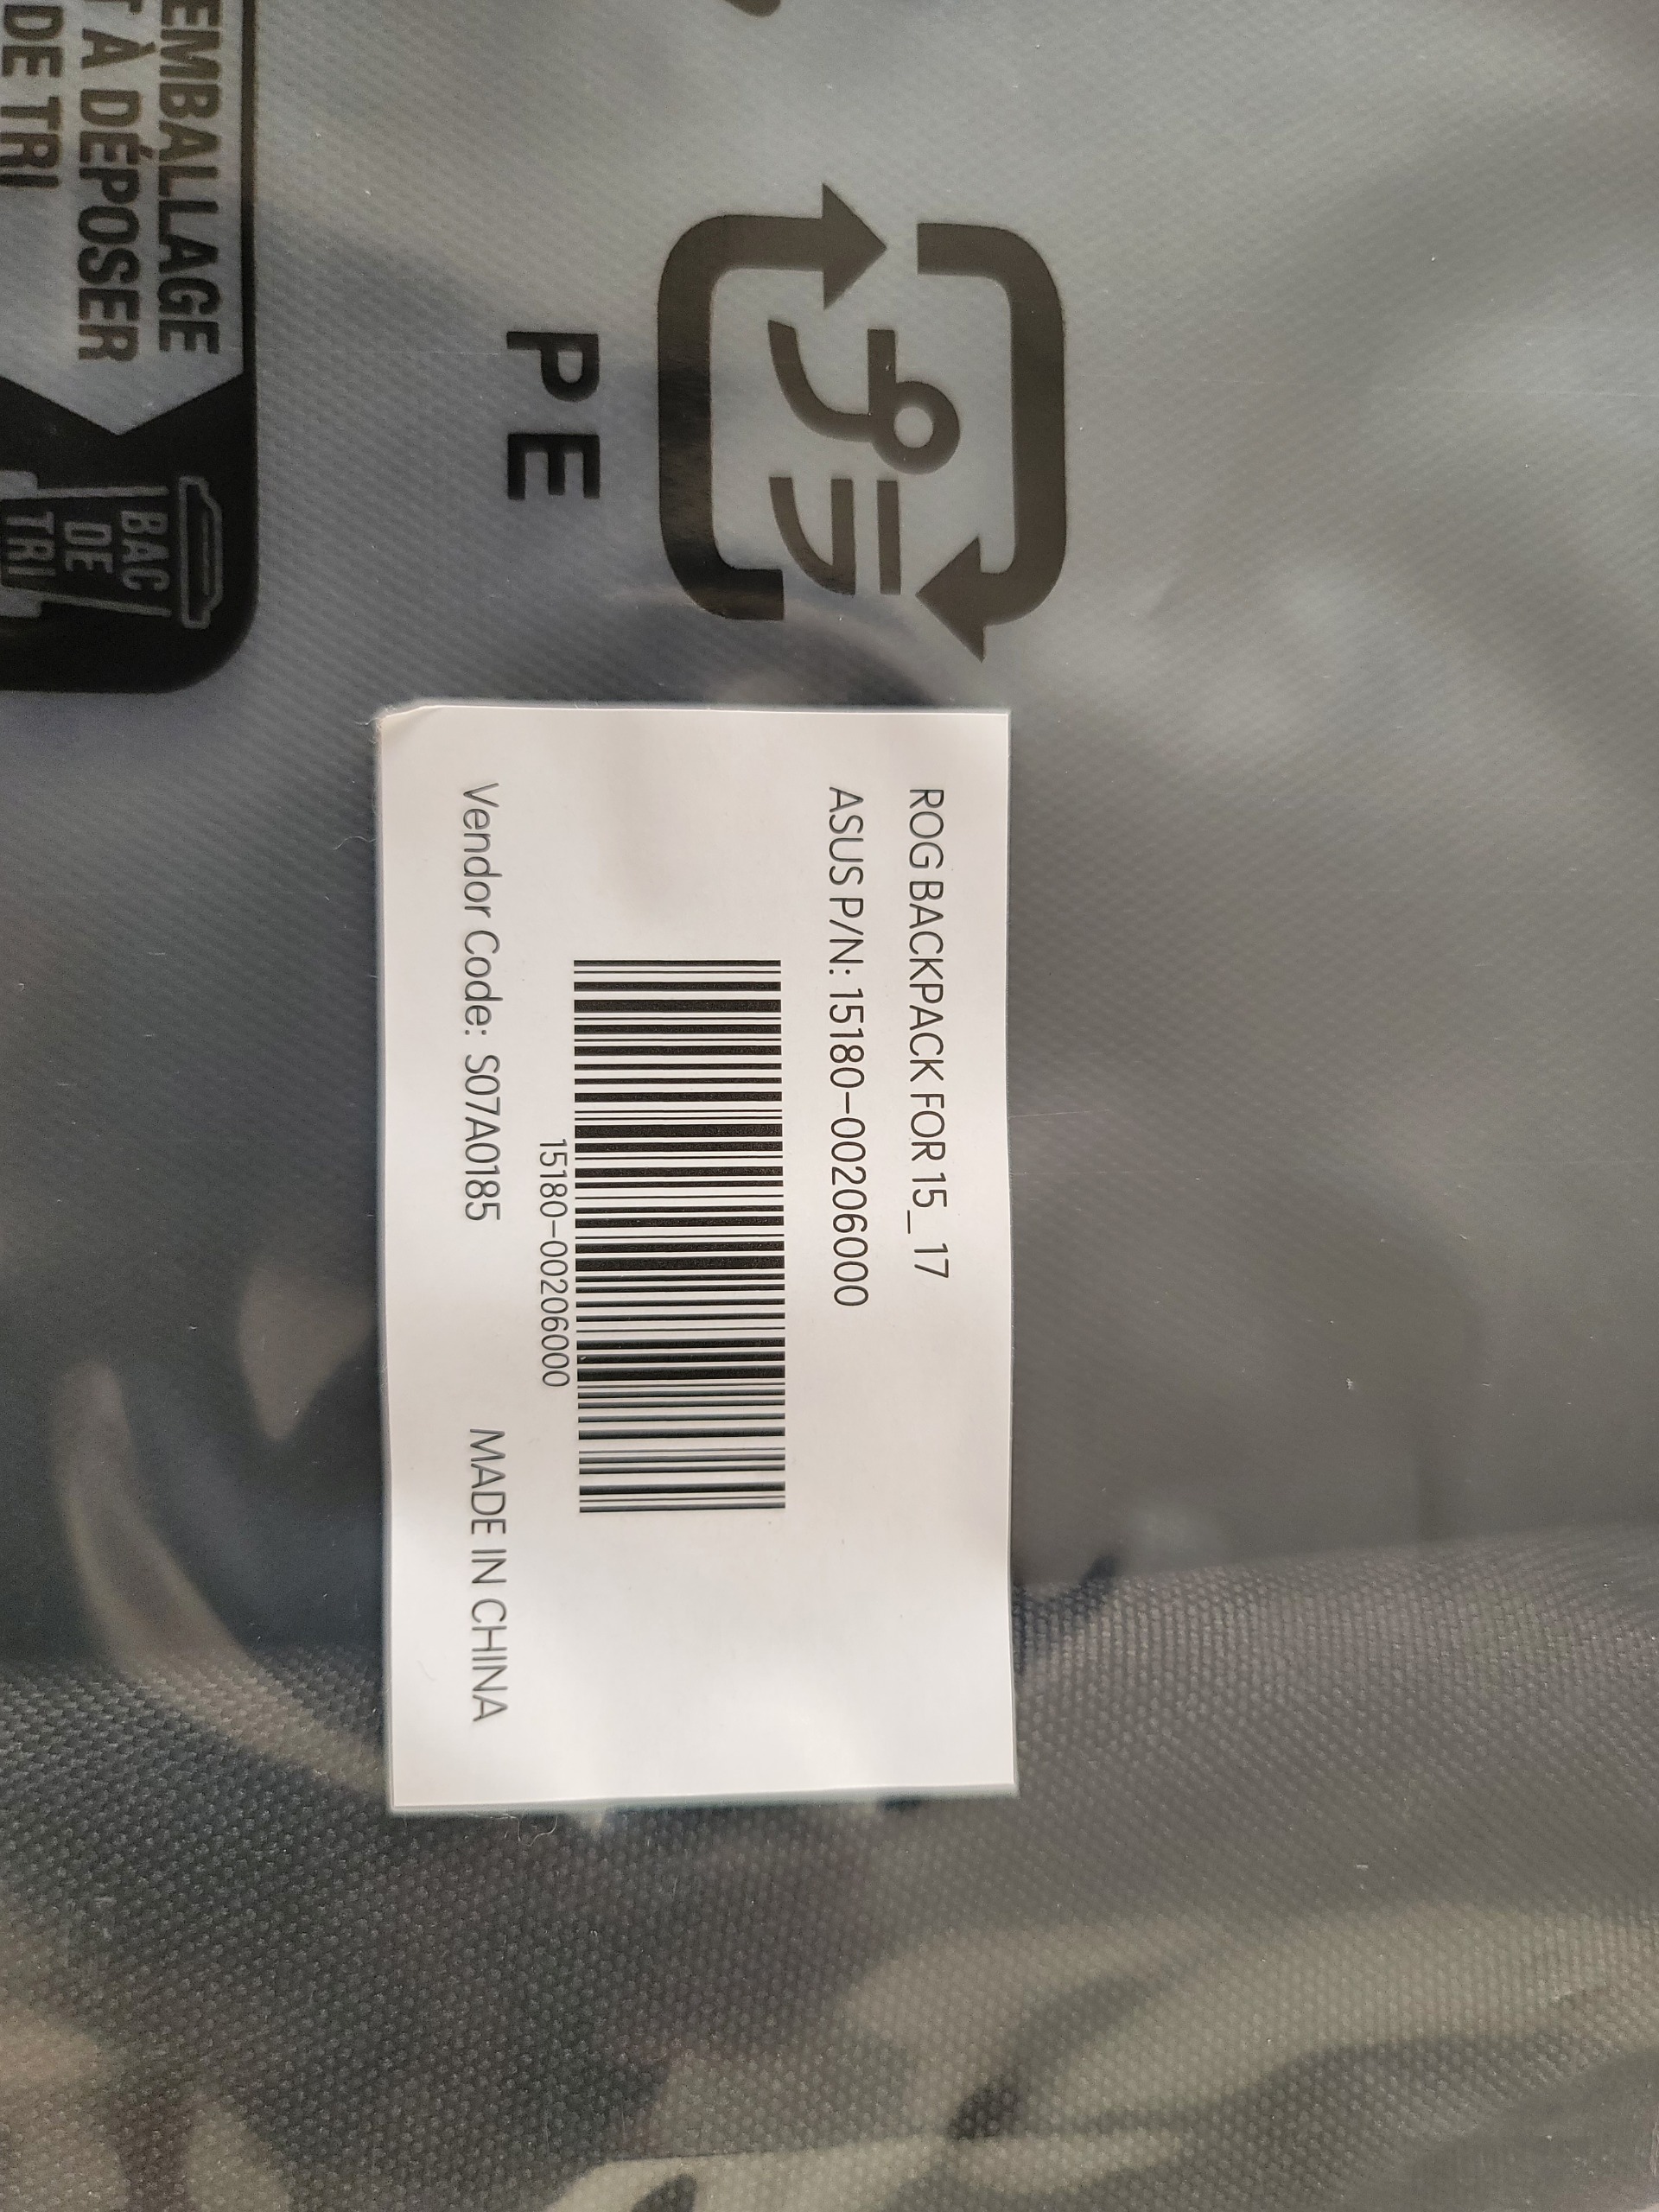 EMBALLAGE
À DÉPOSER
DE TRI
BAC
DE
TRI
プラ
PE
ROG BACKPACK FOR 15_17
ASUS P/N: 15180-00206000
15180-00206000
Vendor Code: S07A0185 MADE IN CHINA